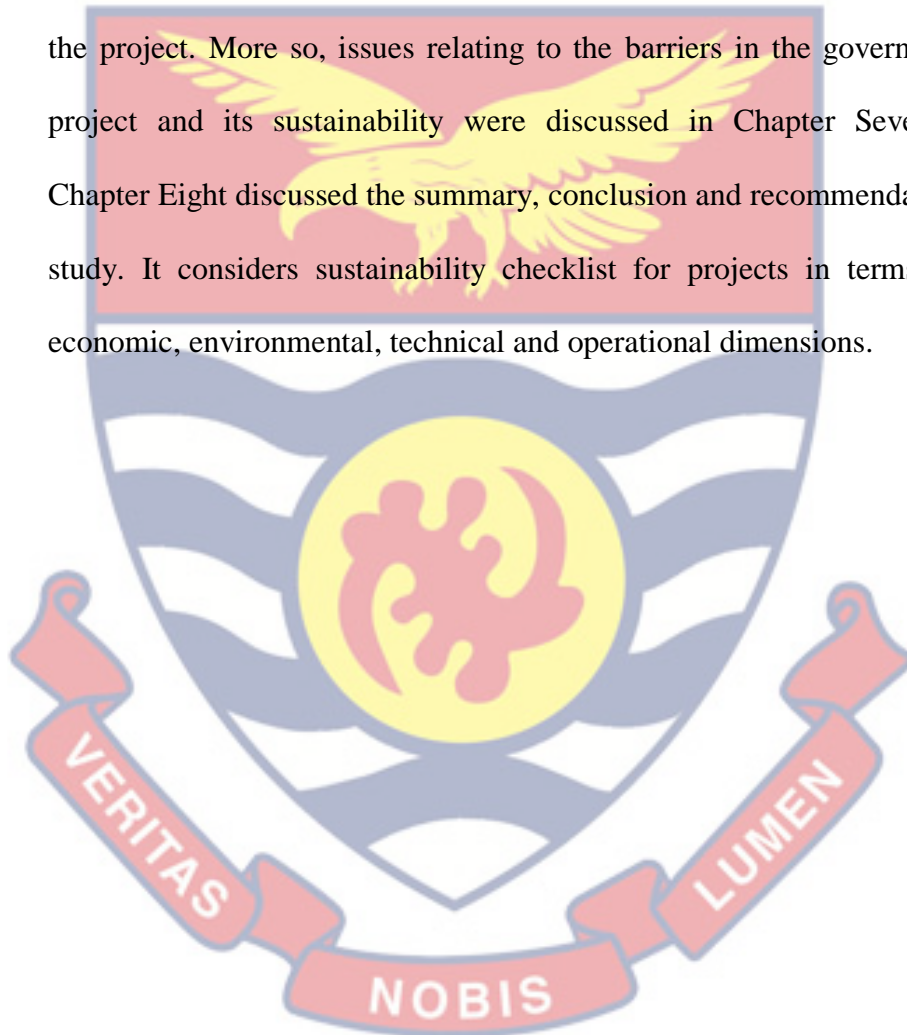 the project. More so, issues relating to the barriers in the govern
project and its sustainability were discussed in Chapter Seve
Chapter Eight discussed the summary, conclusion and recommenda
study. It considers sustainability checklist for projects in terms
economic, environmental, technical and operational dimensions.
VERITAS
NOBIS
LUMEN